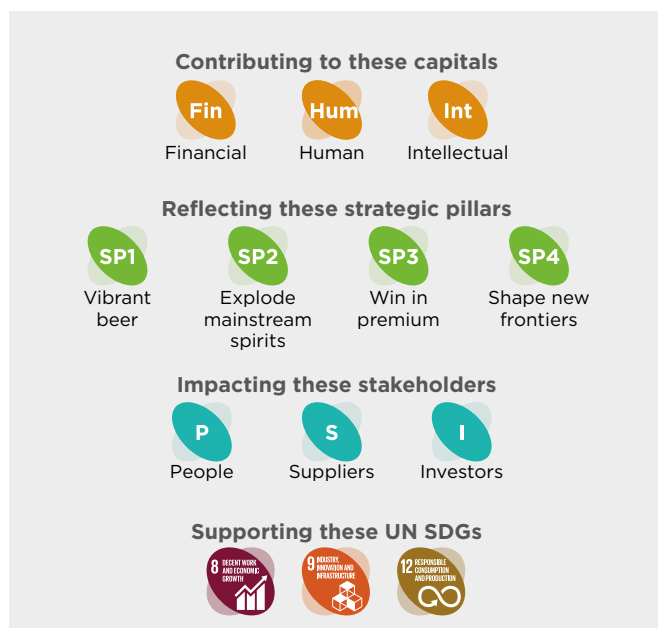 Contributing to these capitals
Fin Hum Int
Financial Human Intellectual
Reflecting these strategic pillars
SP1 SP2 SP3 SP4
Vibrant Explode Win in Shape new
beer mainstream premium frontiers
spirits
Impacting these stakeholders
P S I
People Suppliers Investors
Supporting these UN SDGs
8 DECENT WORK AND ECONOMIC GROWTH
9 INDUSTRY, INNOVATION AND INFRASTRUCTURE
12 RESPONSIBLE CONSUMPTION AND PRODUCTION